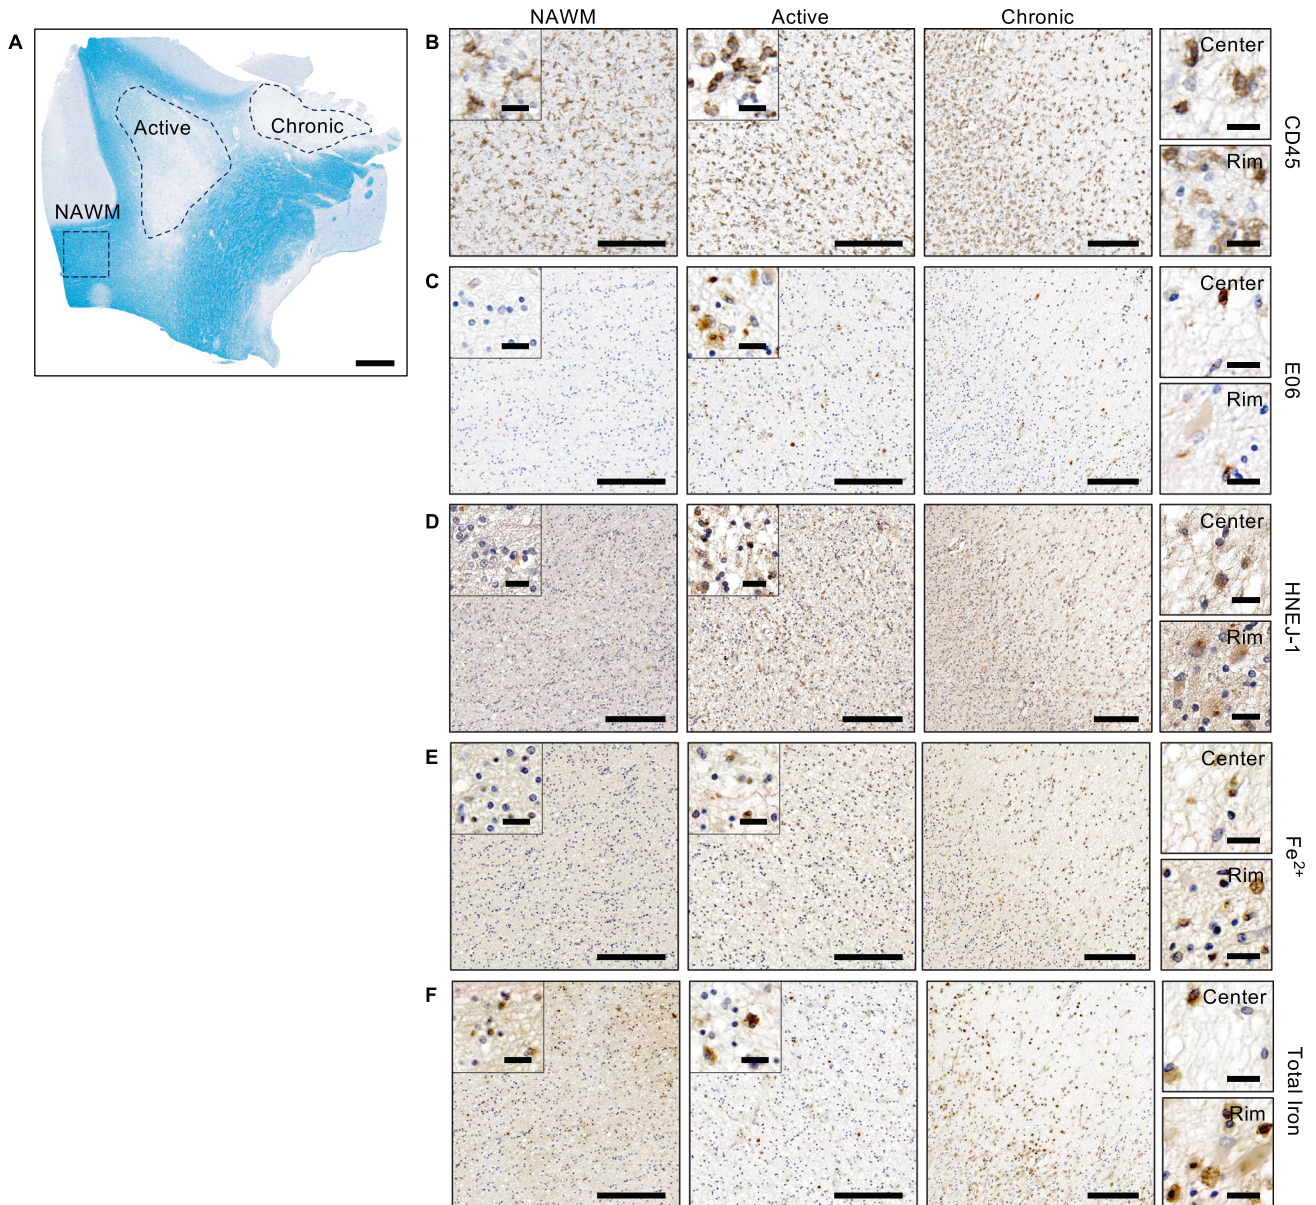 NAWM Active Chronic
A
Active
Chronic
NAWM
B
Center
Rim
CD45
C
Center
Rim
E06
D
Center
Rim
HNEJ-1
E
Center
Rim
Fe²⁺
F
Center
Rim
Total Iron